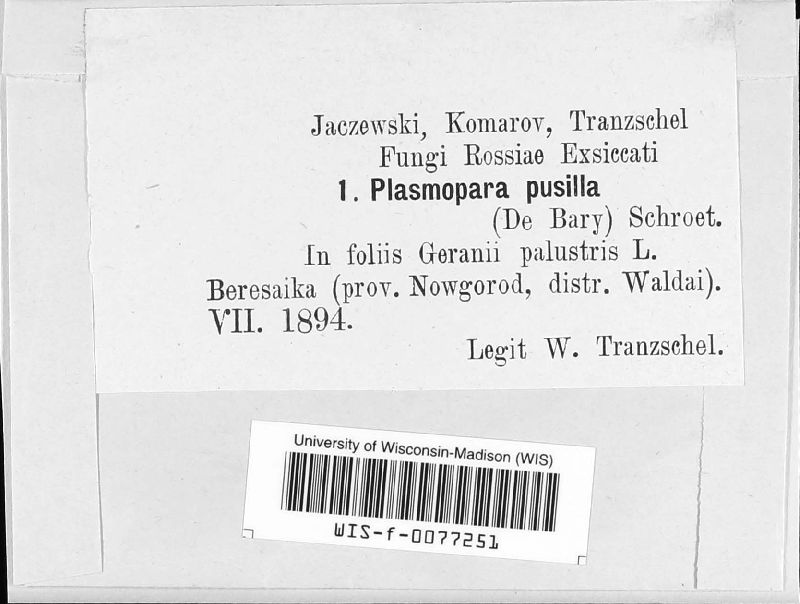 Jaczewski, Komarov, Tranzschel
Fungi Rossiae Exsiccati
1. Plasmopara pusilla
(De Bary) Schroet.
In foliis Geranii palustris L.
Beresaika (prov. Nowgorod, distr. Waldai).
VII. 1894.
Legit W. Tranzschel.
University of Wisconsin-Madison (WIS)
WIS-f-0077251